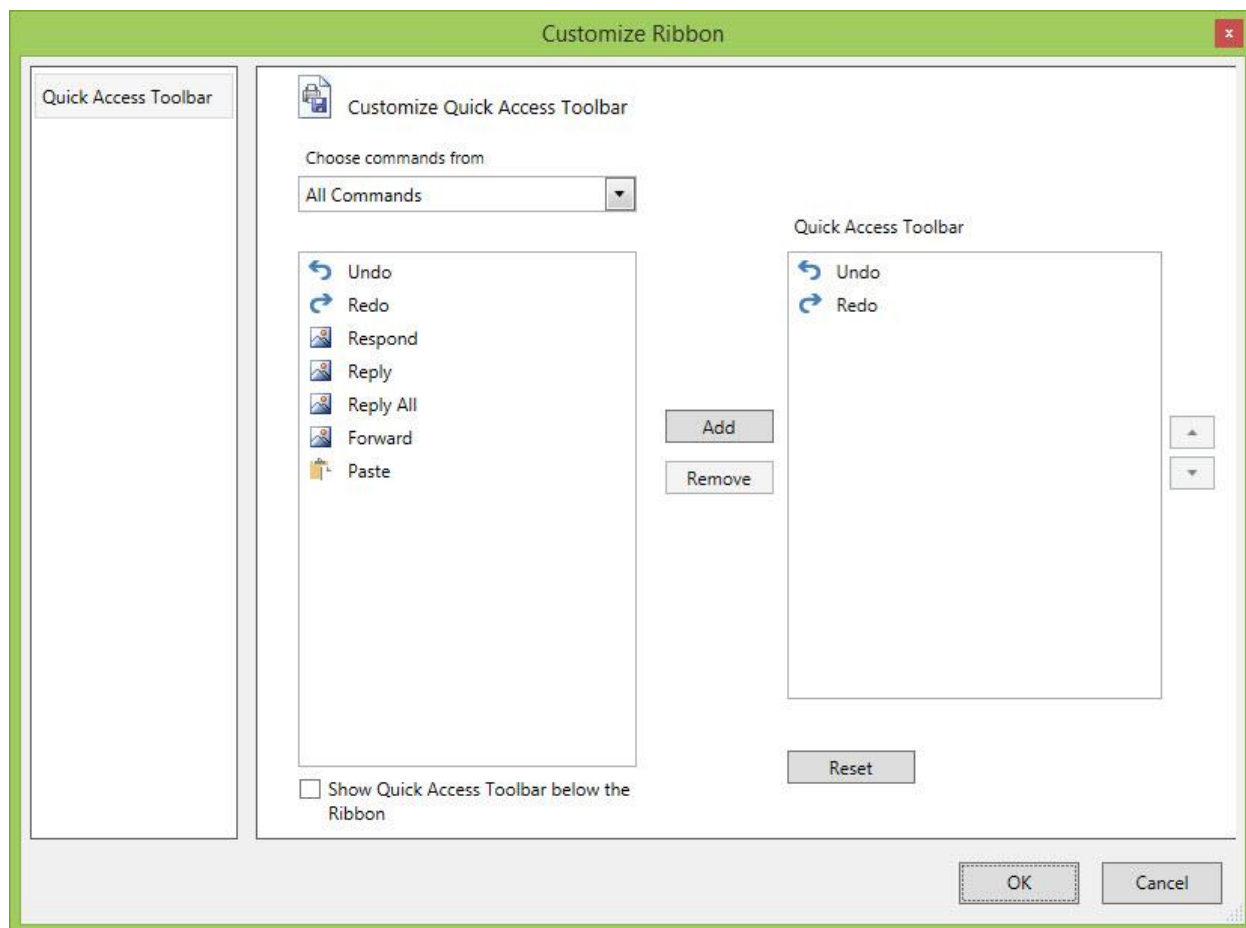 Customize Ribbon
x
Quick Access Toolbar
Customize Quick Access Toolbar
Choose commands from
All Commands
Undo
Redo
Respond
Reply
Reply All
Forward
Paste
Show Quick Access Toolbar below the
Ribbon
Add
Remove
Quick Access Toolbar
Undo
Redo
Reset
OK
Cancel